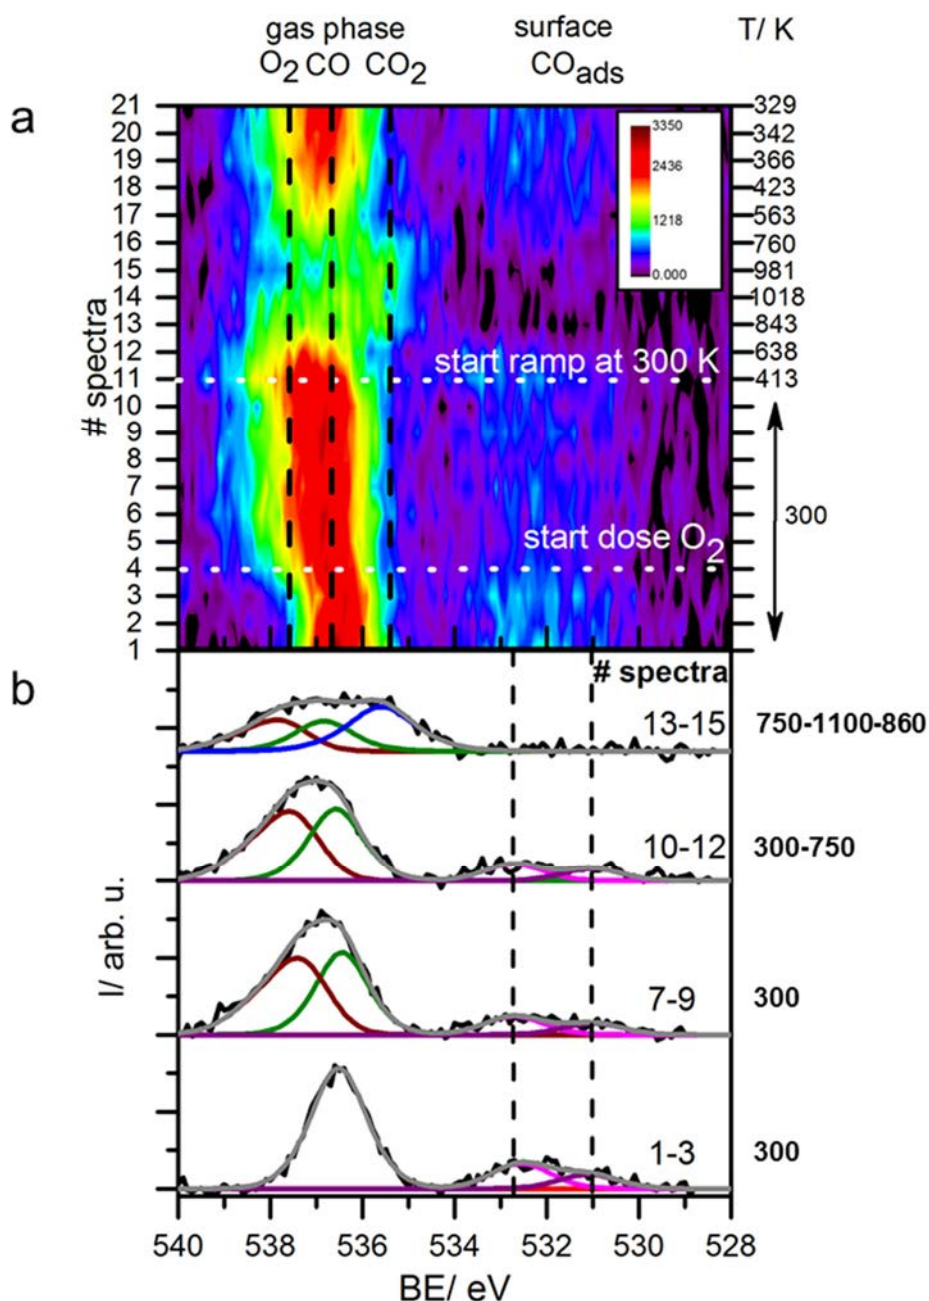 gas phase surface T/ K
O₂ CO CO₂ COads
a
21 329
20 342
19 366
18 423
17 563
16 760
15 981
14 1018
13 843
12 638
11 413
10
9
8
7
6
5
4
3
2
1
# spectra
3350
2436
1218
0.000
start ramp at 300 K
300
start dose O₂
b
# spectra
13-15 750-1100-860
10-12 300-750
7-9 300
1-3 300
I/ arb. u.
540 538 536 534 532 530 528
BE/ eV